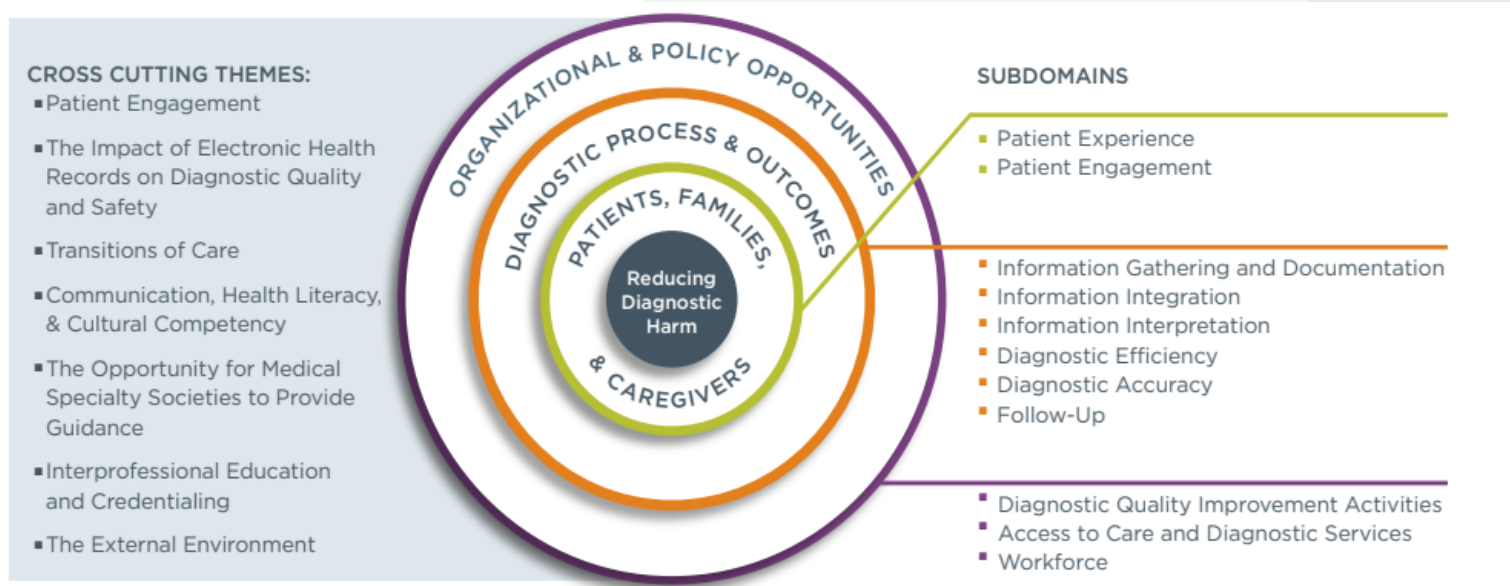 CROSS CUTTING THEMES:
▪Patient Engagement
▪The Impact of Electronic Health
Records on Diagnostic Quality
and Safety
▪Transitions of Care
▪Communication, Health Literacy,
& Cultural Competency
▪The Opportunity for Medical
Specialty Societies to Provide
Guidance
▪Interprofessional Education
and Credentialing
▪The External Environment
ORGANIZATIONAL & POLICY OPPORTUNITIES
DIAGNOSTIC PROCESS & OUTCOMES
PATIENTS, FAMILIES,
& CAREGIVERS
Reducing
Diagnostic
Harm
SUBDOMAINS
▪ Patient Experience
▪ Patient Engagement
▪ Information Gathering and Documentation
▪ Information Integration
▪ Information Interpretation
▪ Diagnostic Efficiency
▪ Diagnostic Accuracy
▪ Follow-Up
▪ Diagnostic Quality Improvement Activities
▪ Access to Care and Diagnostic Services
▪ Workforce